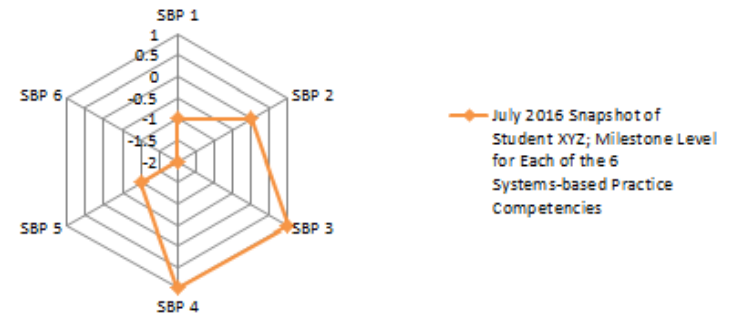 SBP 1
1
0.5
0
-0.5
-1
-1.5
-2
SBP 2
SBP 3
SBP 4
SBP 5
SBP 6
July 2016 Snapshot of
Student XYZ; Milestone Level
for Each of the 6
Systems-based Practice
Competencies